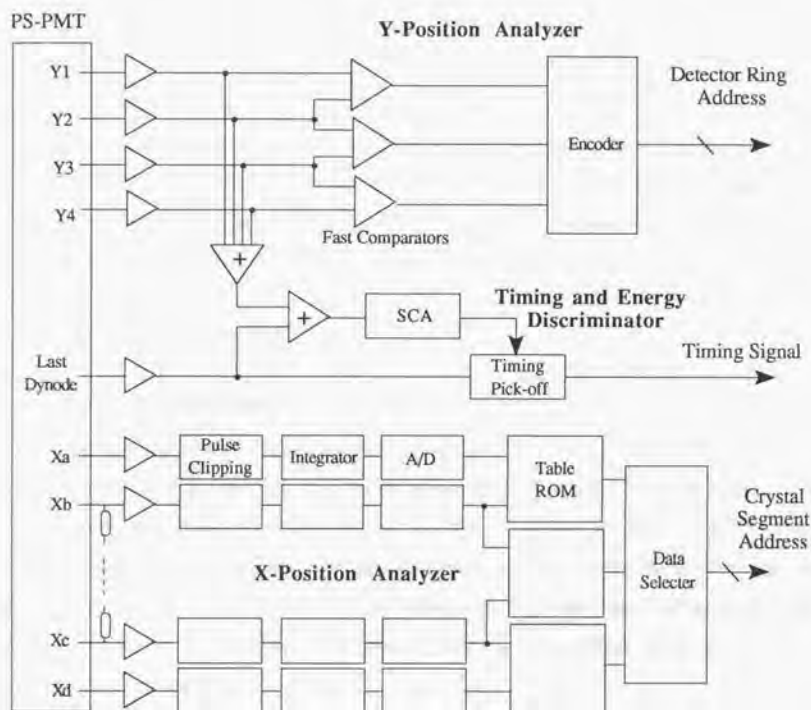 PS-PMT
Y-Position Analyzer
Y1
Y2
Y3
Y4
Detector Ring
Address
Encoder
Fast Comparators
+
+
SCA
Timing and Energy
Discriminator
Last
Dynode
Timing
Pick-off
Timing Signal
Xa
Pulse
Clipping
Integrator
A/D
Table
ROM
Xb
Crystal
Segment
Address
X-Position Analyzer
Data
Selecter
Xc
Xd